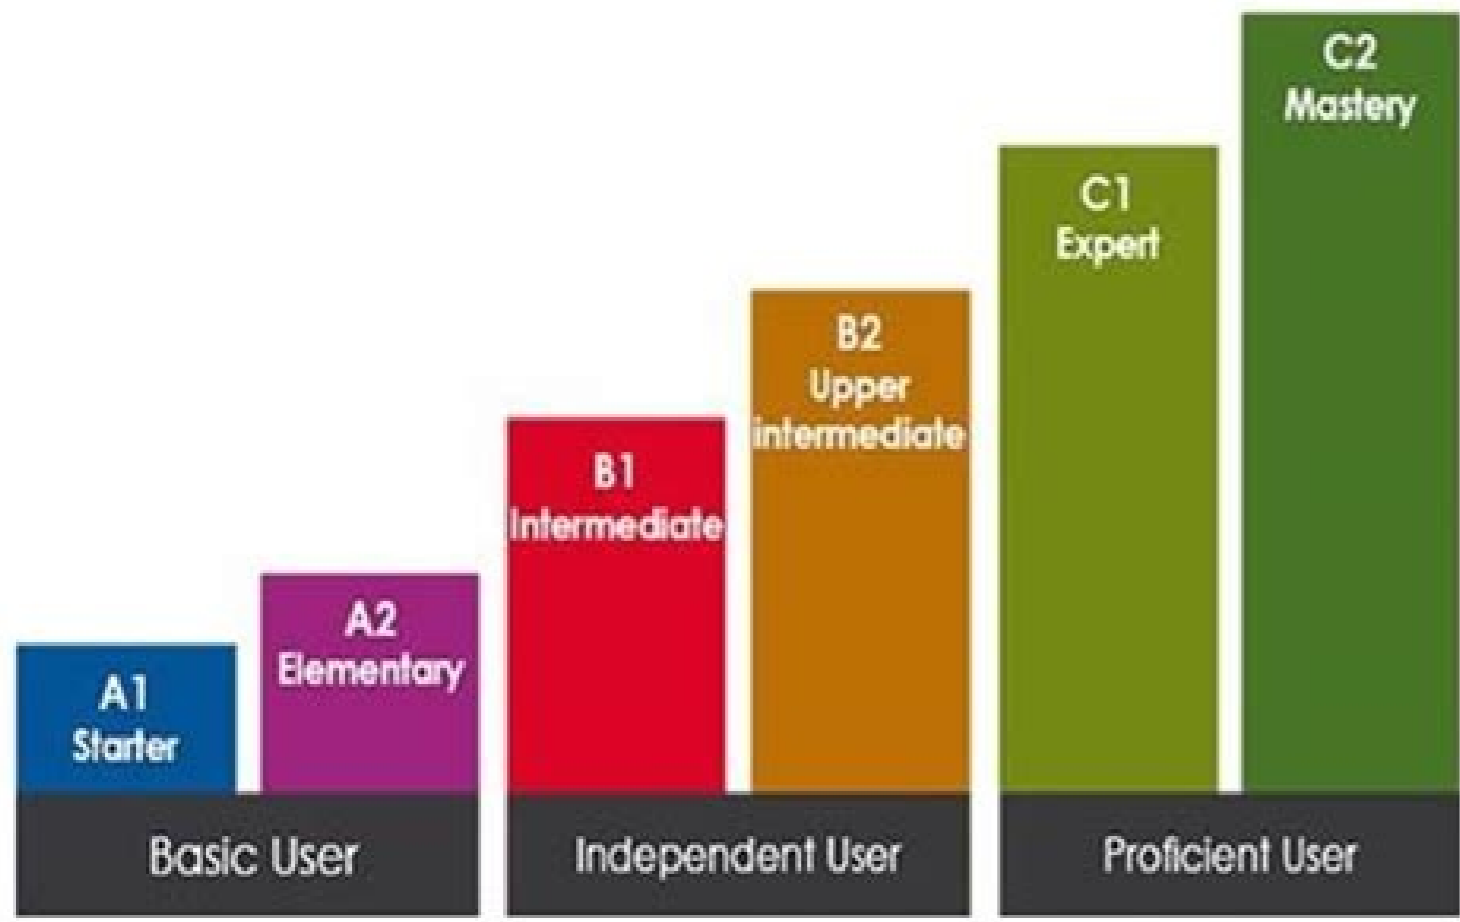 A1
Starter
A2
Elementary
B1
Intermediate
B2
Upper
intermediate
C1
Expert
C2
Mastery
Basic User
Independent User
Proficient User